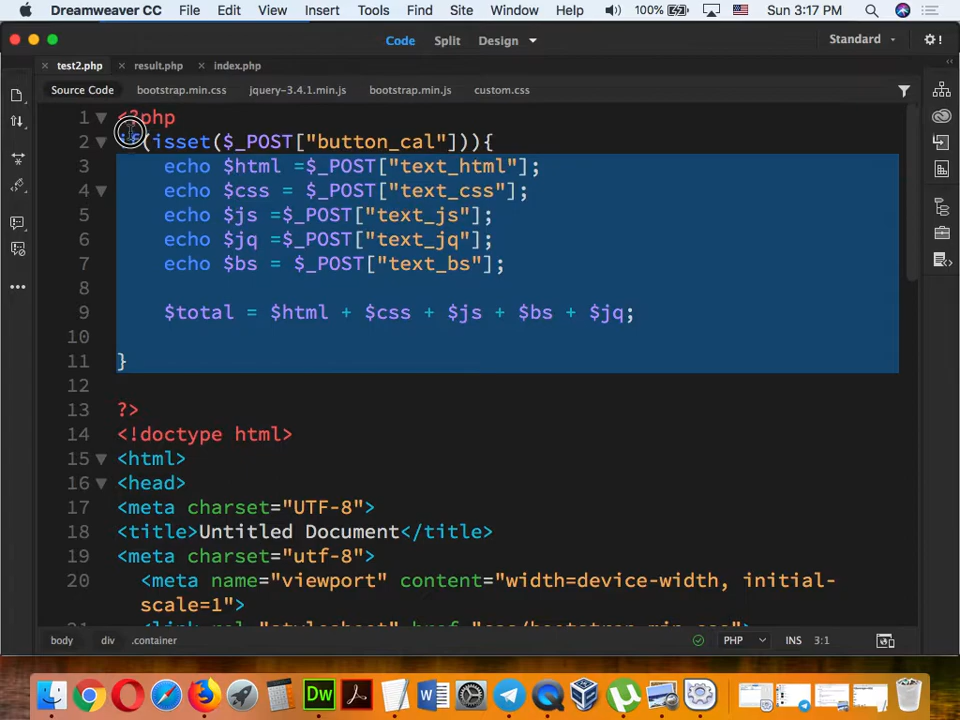 Dreamweaver CC File Edit View Insert Tools Find Site Window Help 100% Sun 3:17 PM
Code Split Design Standard
test2.php result.php index.php
Source Code bootstrap.min.css jquery-3.4.1.min.js bootstrap.min.js custom.css
1 <?php
2 if(isset($_POST["button_cal"])){
3 echo $html =$_POST["text_html"];
4 echo $css = $_POST["text_css"];
5 echo $js =$_POST["text_js"];
6 echo $jq =$_POST["text_jq"];
7 echo $bs = $_POST["text_bs"];
8
9 $total = $html + $css + $js + $bs + $jq;
10
11 }
12
13 ?>
14 <!doctype html>
15 <html>
16 <head>
17 <meta charset="UTF-8">
18 <title>Untitled Document</title>
19 <meta charset="utf-8">
20 <meta name="viewport" content="width=device-width, initial-
scale=1">
body div .container PHP INS 3:1
Dw W